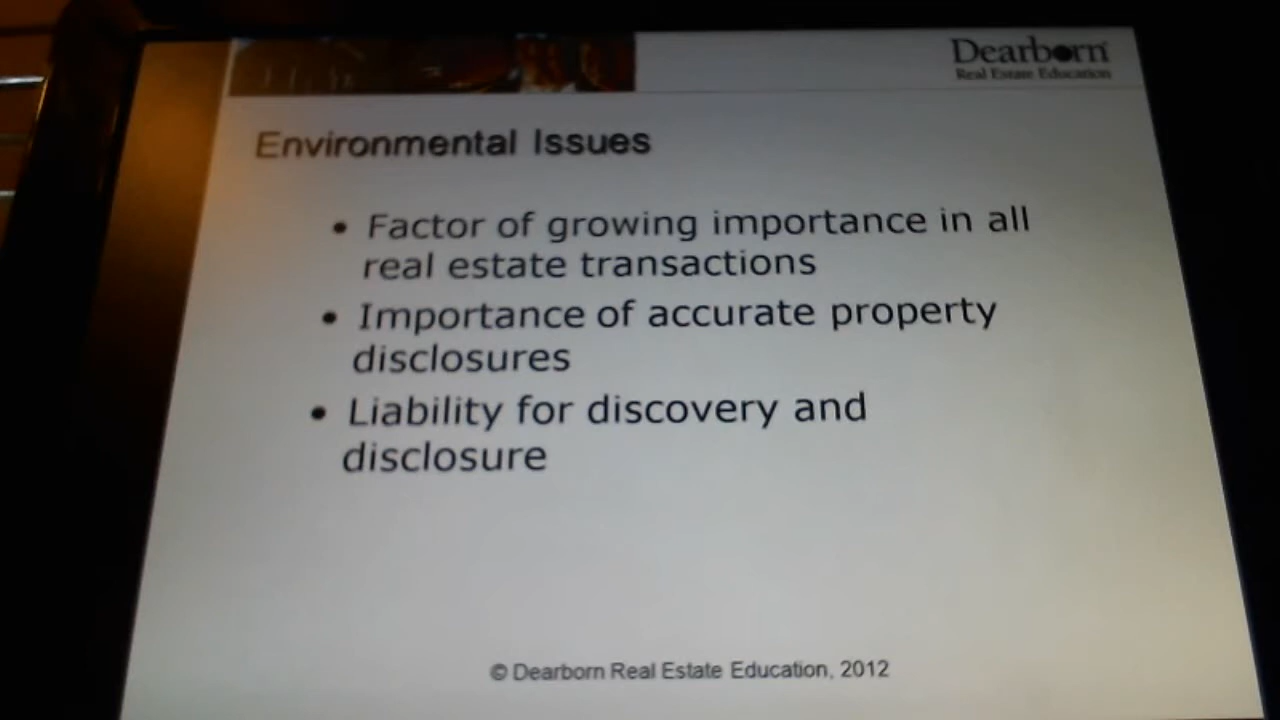 Dearborn
Real Estate Education
Environmental Issues
• Factor of growing importance in all
real estate transactions
• Importance of accurate property
disclosures
• Liability for discovery and
disclosure
© Dearborn Real Estate Education, 2012